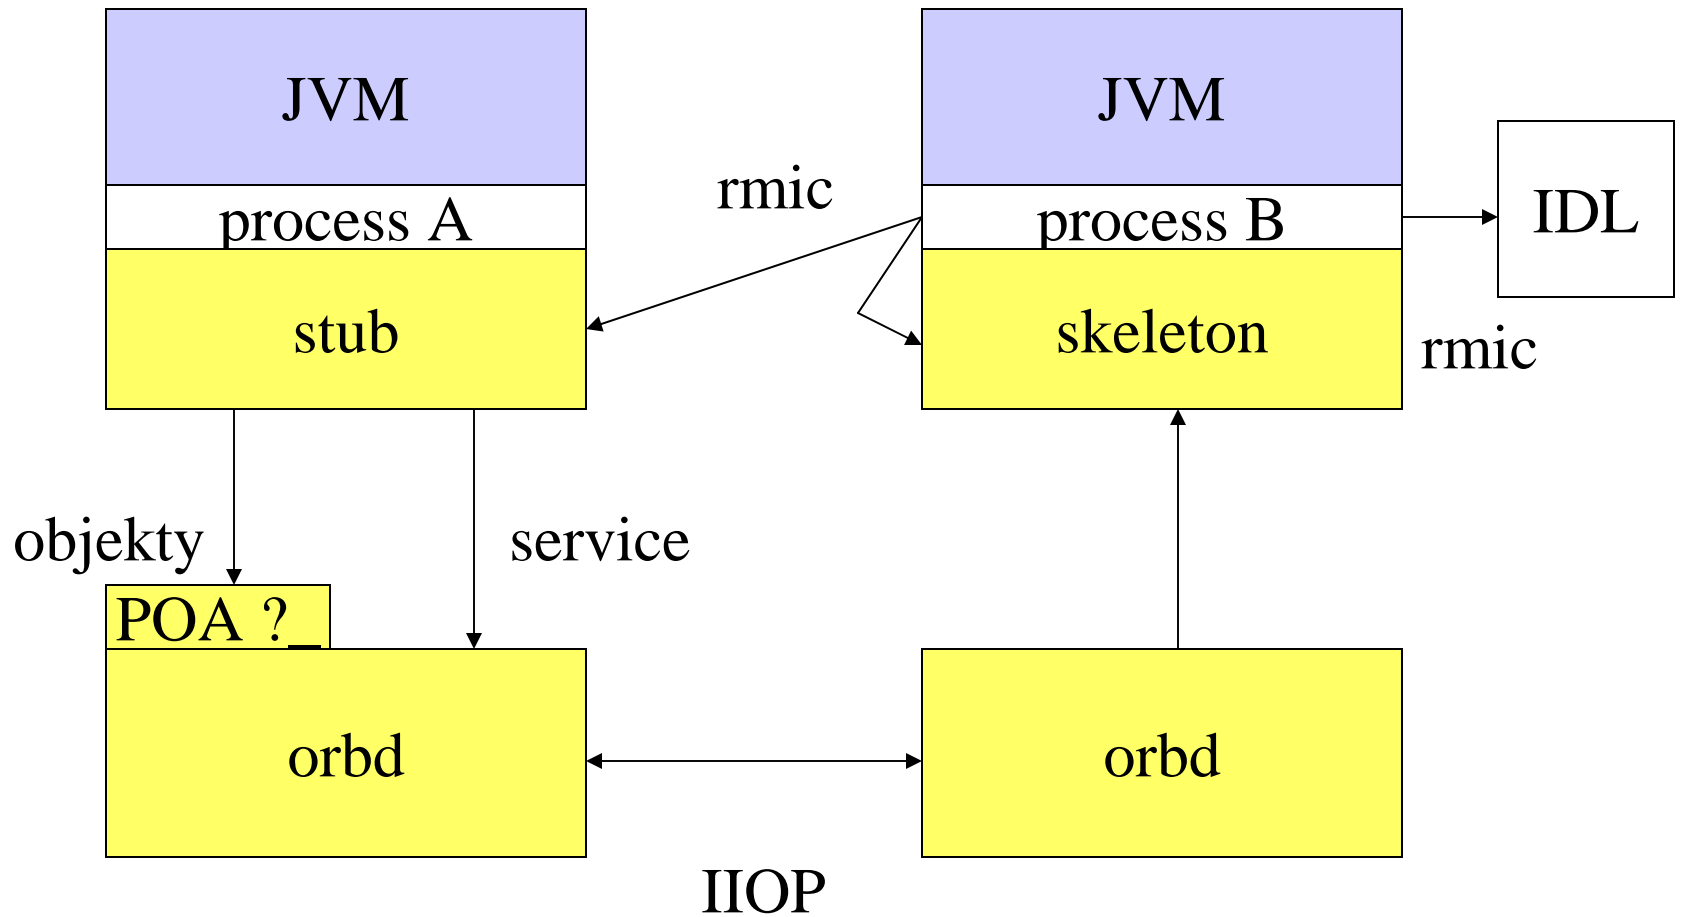 JVM
JVM
rmic
IDL
process A
process B
stub
skeleton
rmic
objekty
service
POA ?_
orbd
orbd
IIOP